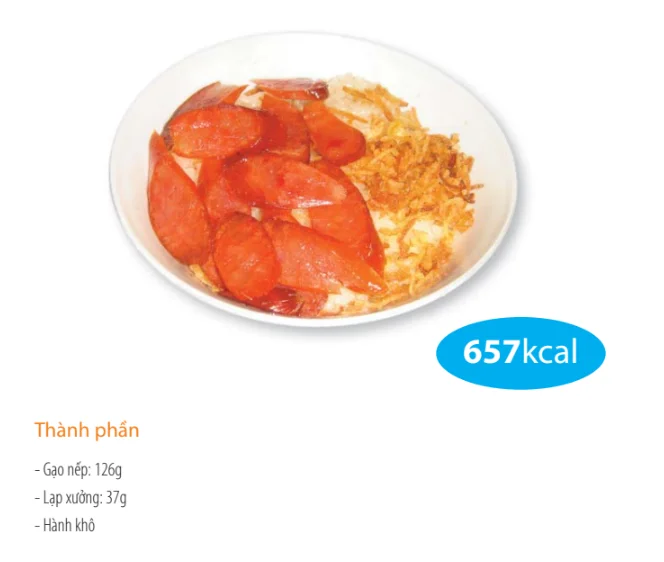 657kcal
Thành phần
- Gạo nếp: 126g
- Lạp xưởng: 37g
- Hành khô